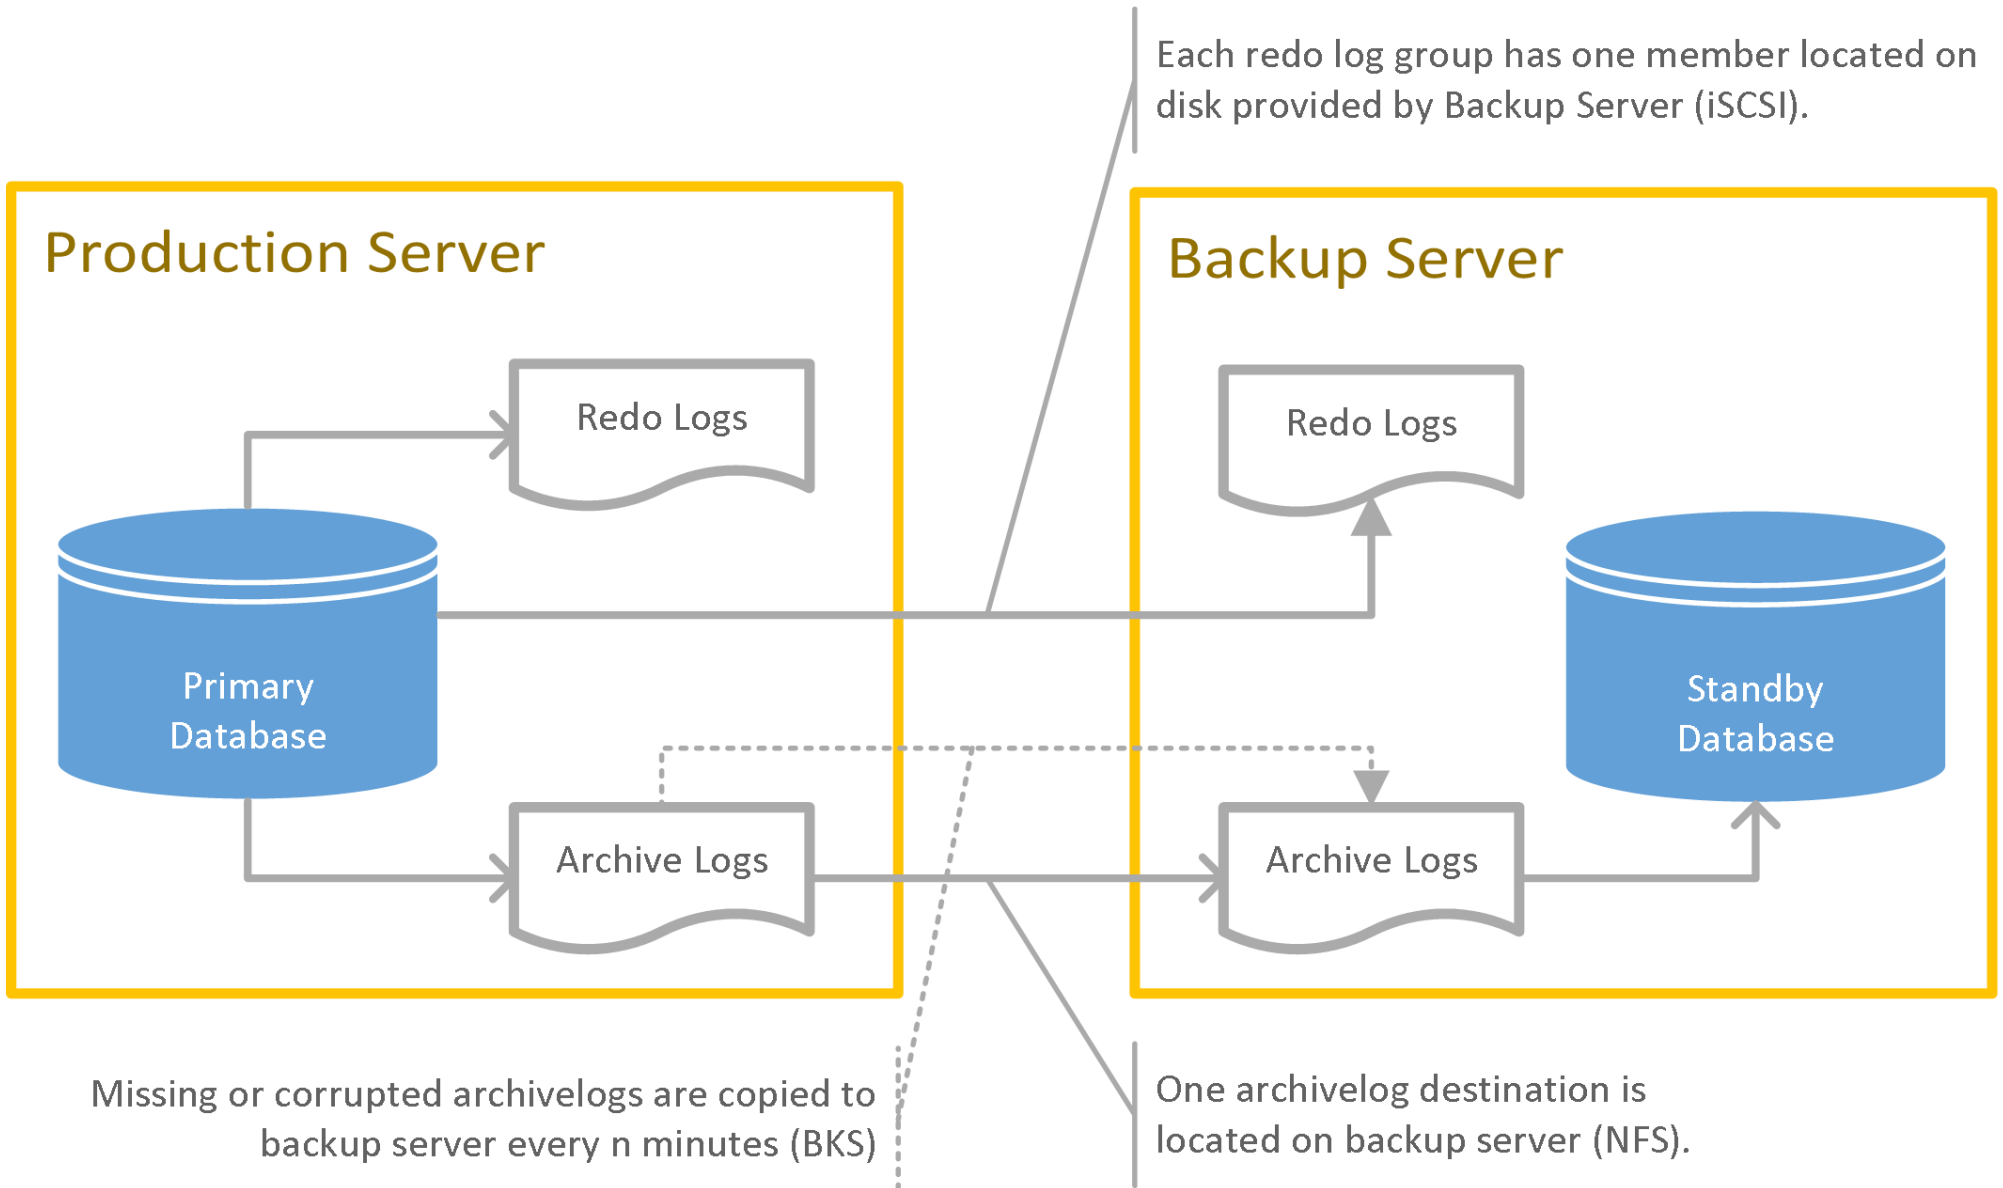 Each redo log group has one member located on
disk provided by Backup Server (iSCSI).
Production Server
Backup Server
Redo Logs
Redo Logs
Primary
Database
Standby
Database
Archive Logs
Archive Logs
Missing or corrupted archivelogs are copied to
backup server every n minutes (BKS)
One archivelog destination is
located on backup server (NFS).